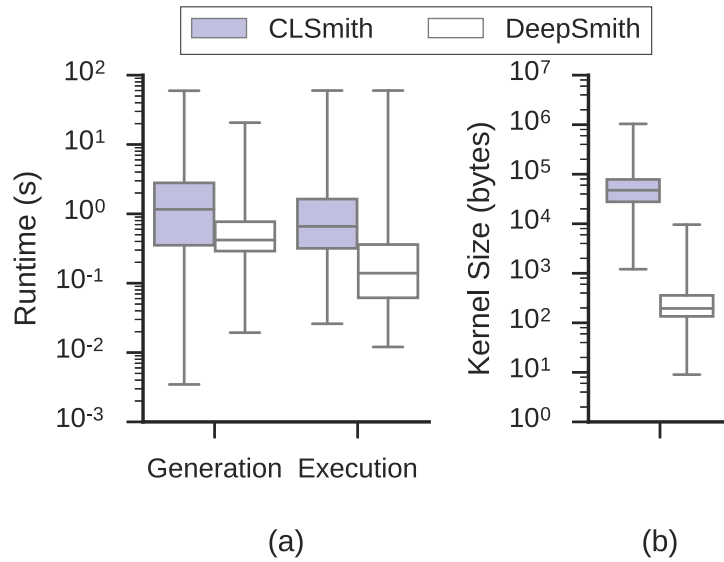 CLSmith DeepSmith
Runtime (s)
10²
10¹
10⁰
10⁻¹
10⁻²
10⁻³
Generation Execution
(a)
Kernel Size (bytes)
10⁷
10⁶
10⁵
10⁴
10³
10²
10¹
10⁰
(b)